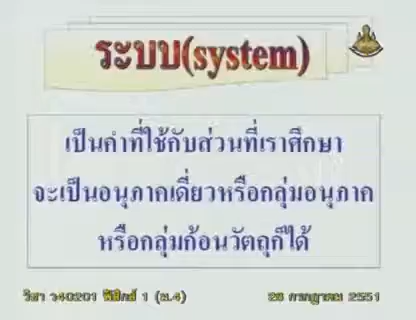 ระบบ(system)
เป็นคำที่ใช้กับส่วนที่เราศึกษา
จะเป็นอนุภาคเดี่ยวหรือกลุ่มอนุภาค
หรือกลุ่มก้อนวัตถุก็ได้
วิชา ว40201 ฟิสิกส์ 1 (ม.4) 28 กรกฎาคม 2551